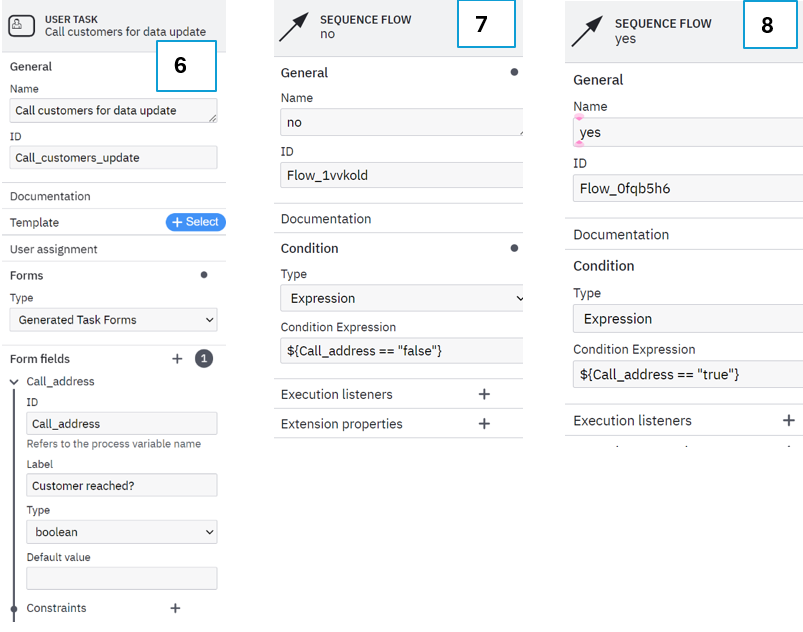 USER TASK
Call customers for data update
6
General
Name
Call customers for data update
ID
Call_customers_update
Documentation
Template
+ Select
User assignment
Forms
Type
Generated Task Forms
Form fields
+
1
Call_address
ID
Call_address
Refers to the process variable name
Label
Customer reached?
Type
boolean
Default value
Constraints
+
SEQUENCE FLOW
no
7
General
Name
no
ID
Flow_1vvkold
Documentation
Condition
Type
Expression
Condition Expression
${Call_address == "false"}
Execution listeners
+
Extension properties
+
SEQUENCE FLOW
yes
8
General
Name
yes
ID
Flow_0fqb5h6
Documentation
Condition
Type
Expression
Condition Expression
${Call_address == "true"}
Execution listeners
+